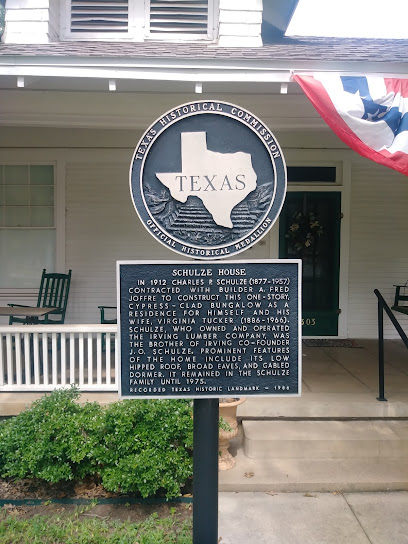 TEXAS HISTORICAL COMMISSION
TEXAS
OFFICIAL HISTORICAL MEDALLION
SCHULZE HOUSE
IN 1912 CHARLES P. SCHULZE (1877-1957)
CONTRACTED WITH BUILDER A. FRED
JOFFRE TO CONSTRUCT THIS ONE-STORY,
CYPRESS-CLAD BUNGALOW AS A
RESIDENCE FOR HIMSELF AND HIS
WIFE, VIRGINIA TUCKER (1886-1966).
SCHULZE, WHO OWNED AND OPERATED
THE IRVING LUMBER COMPANY, WAS
THE BROTHER OF IRVING CO-FOUNDER
J.O. SCHULZE. PROMINENT FEATURES
OF THE HOME INCLUDE ITS LOW
HIPPED ROOF, BROAD EAVES, AND GABLED
DORMER. IT REMAINED IN THE SCHULZE
FAMILY UNTIL 1975.
RECORDED TEXAS HISTORIC LANDMARK - 1986